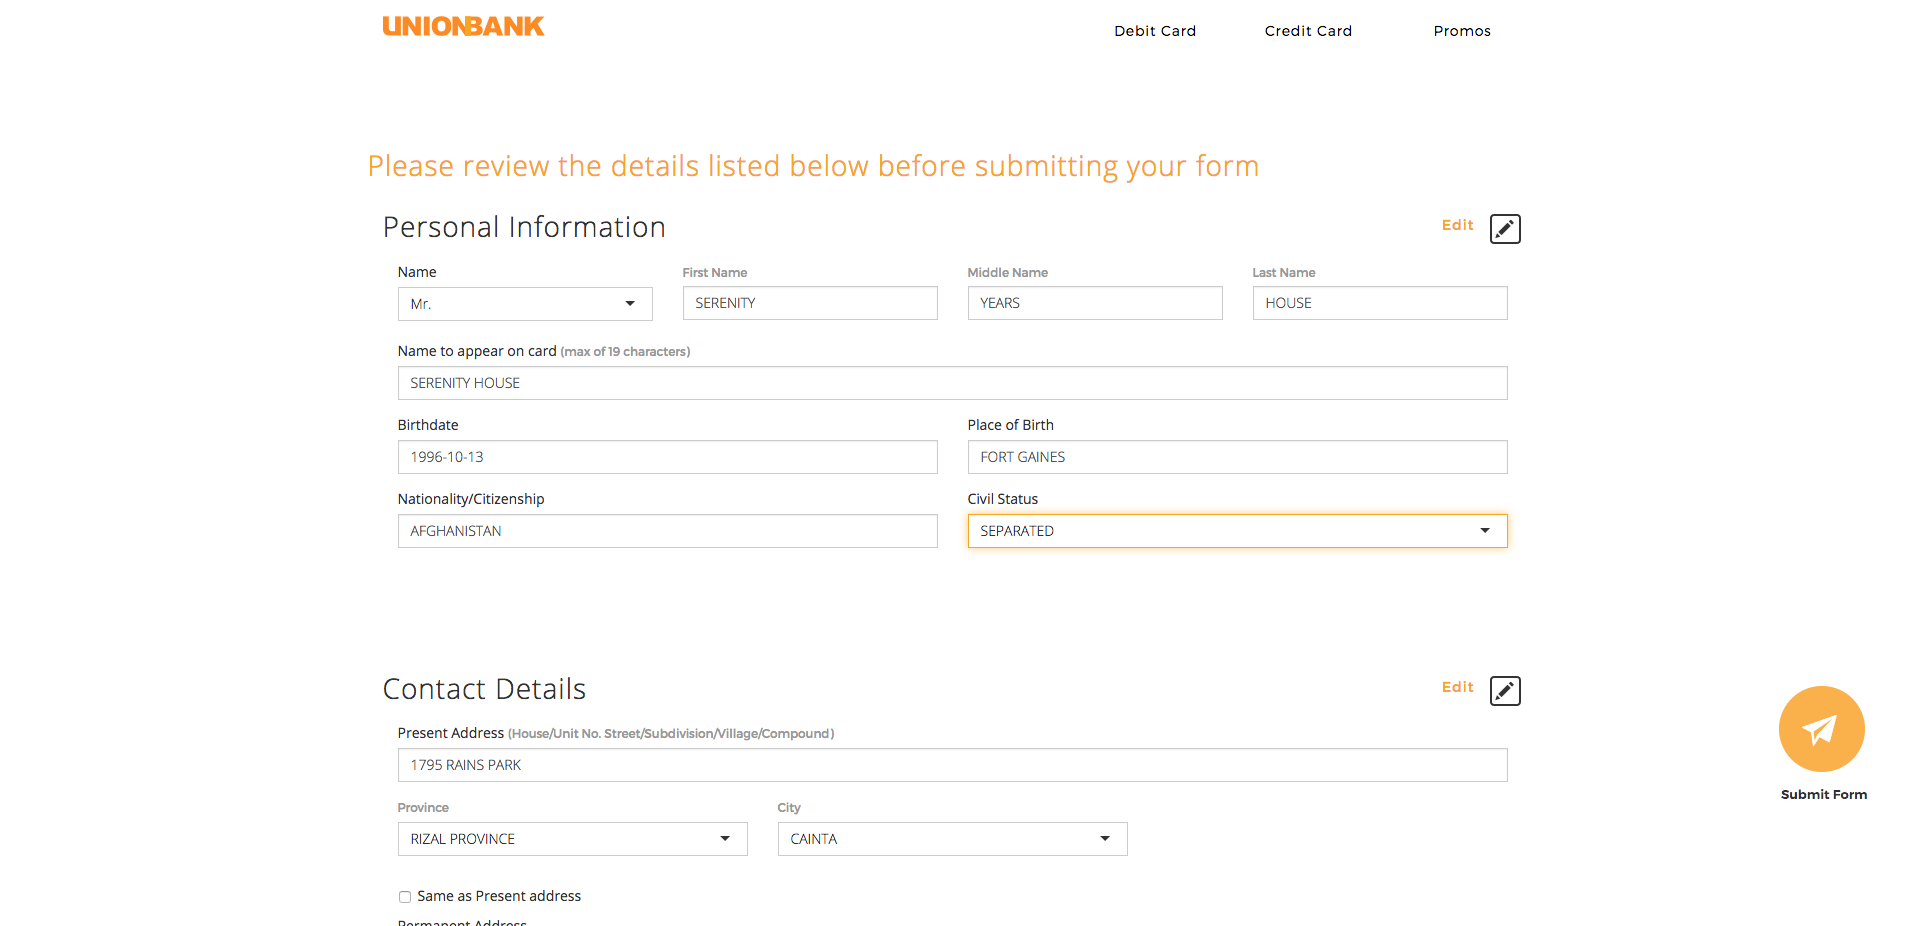 UNIONBANK
Debit Card Credit Card Promos
Please review the details listed below before submitting your form
Personal Information Edit
Name First Name Middle Name Last Name
Mr. SERENITY YEARS HOUSE
Name to appear on card (max of 19 characters)
SERENITY HOUSE
Birthdate Place of Birth
1996-10-13 FORT GAINES
Nationality/Citizenship Civil Status
AFGHANISTAN SEPARATED
Contact Details Edit
Present Address (House/Unit No. Street/Subdivision/Village/Compound)
1795 RAINS PARK
Submit Form
Province City
RIZAL PROVINCE CAINTA
Same as Present address
Permanent Address